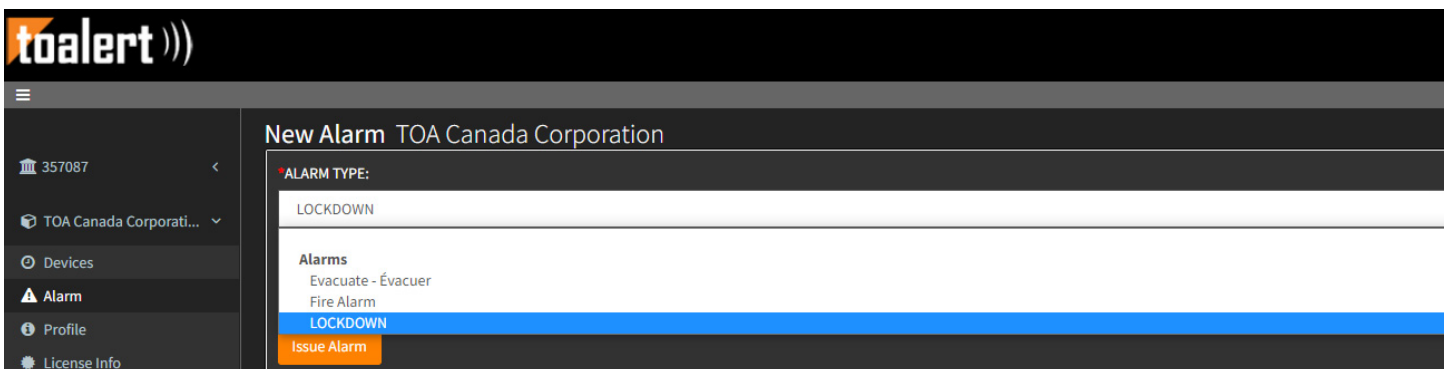 toalert )))
New Alarm TOA Canada Corporation
357087
TOA Canada Corporati...
Devices
Alarm
Profile
License Info
*ALARM TYPE:
LOCKDOWN
Alarms
Evacuate - Évacuer
Fire Alarm
LOCKDOWN
Issue Alarm